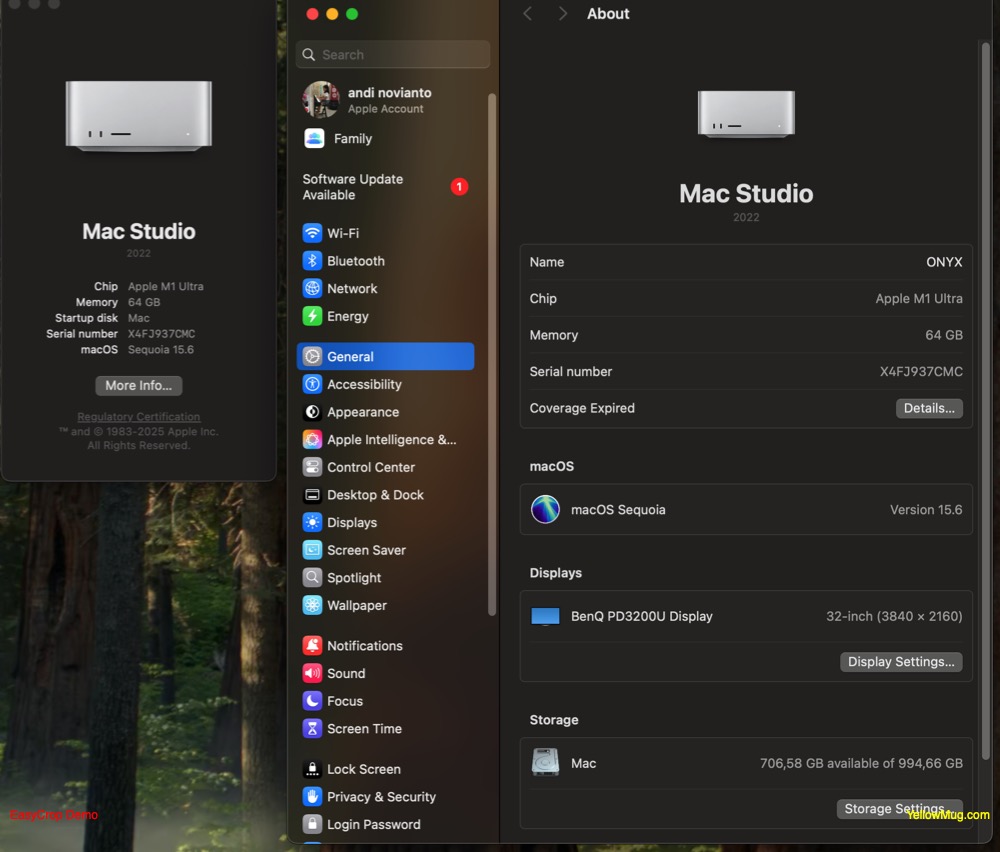 Mac Studio
2022
Chip Apple M1 Ultra
Memory 64 GB
Startup disk Mac
Serial number X4FJ937CMC
macOS Sequoia 15.6
More Info...
Regulatory Certification
™ and © 1983-2025 Apple Inc.
All Rights Reserved.
EasyCrop Demo
Search
andi novianto
Apple Account
Family
Software Update
Available
1
Wi-Fi
Bluetooth
Network
Energy
General
Accessibility
Appearance
Apple Intelligence &...
Control Center
Desktop & Dock
Displays
Screen Saver
Spotlight
Wallpaper
Notifications
Sound
Focus
Screen Time
Lock Screen
Privacy & Security
Login Password
About
Mac Studio
2022
Name ONYX
Chip Apple M1 Ultra
Memory 64 GB
Serial number X4FJ937CMC
Coverage Expired Details...
macOS
macOS Sequoia Version 15.6
Displays
BenQ PD3200U Display 32-inch (3840 × 2160)
Display Settings...
Storage
Mac 706,58 GB available of 994,66 GB
Storage Settings...
YellowMug.com